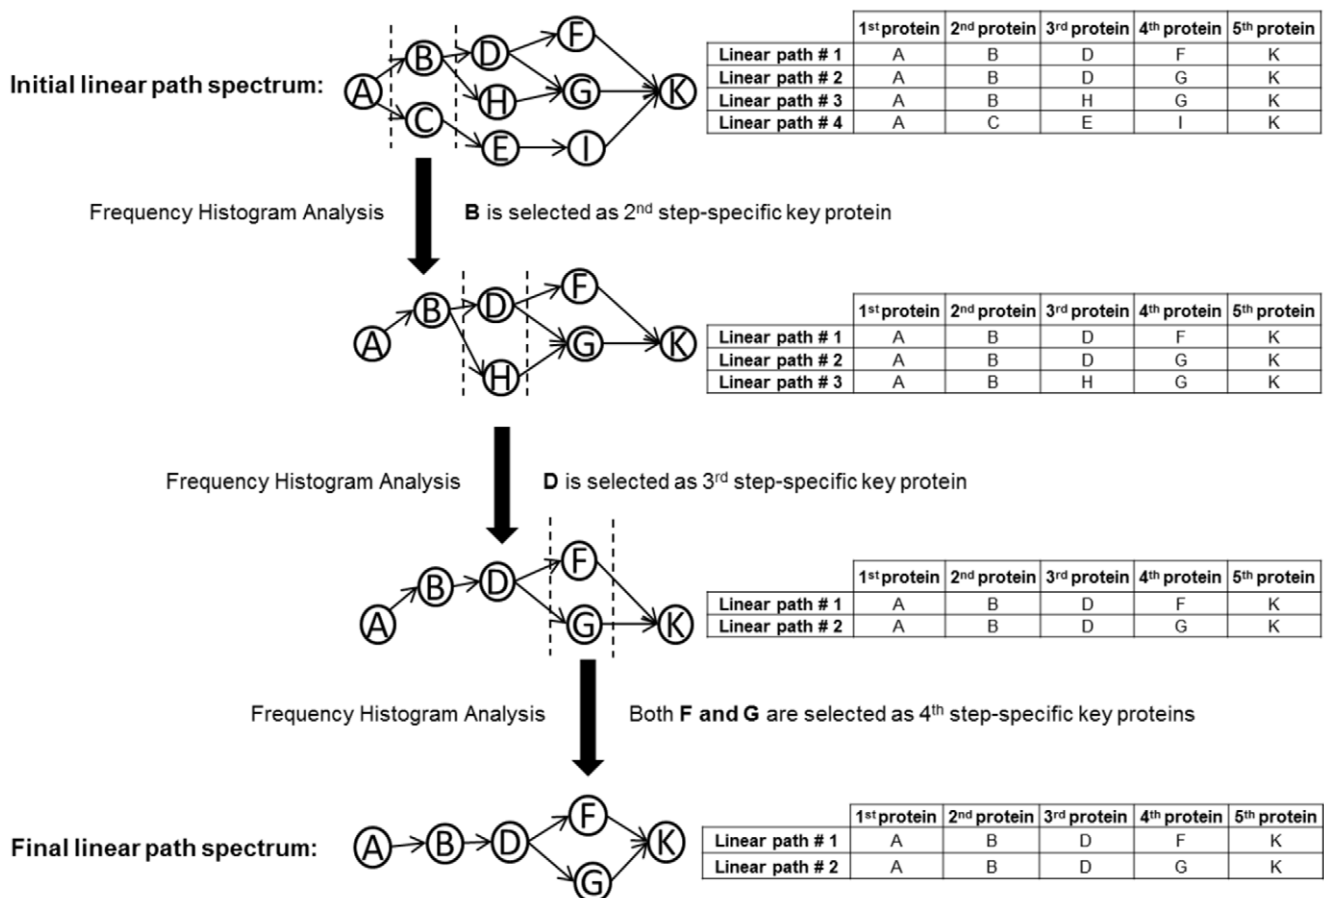 Initial linear path spectrum:
A
B
C
D
H
E
F
G
I
K
1st protein 2nd protein 3rd protein 4th protein 5th protein
Linear path # 1 A B D F K
Linear path # 2 A B D G K
Linear path # 3 A B H G K
Linear path # 4 A C E I K
Frequency Histogram Analysis B is selected as 2nd step-specific key protein
A
B
D
H
F
G
K
1st protein 2nd protein 3rd protein 4th protein 5th protein
Linear path # 1 A B D F K
Linear path # 2 A B D G K
Linear path # 3 A B H G K
Frequency Histogram Analysis D is selected as 3rd step-specific key protein
A
B
D
F
G
K
1st protein 2nd protein 3rd protein 4th protein 5th protein
Linear path # 1 A B D F K
Linear path # 2 A B D G K
Frequency Histogram Analysis Both F and G are selected as 4th step-specific key proteins
Final linear path spectrum:
A
B
D
F
G
K
1st protein 2nd protein 3rd protein 4th protein 5th protein
Linear path # 1 A B D F K
Linear path # 2 A B D G K